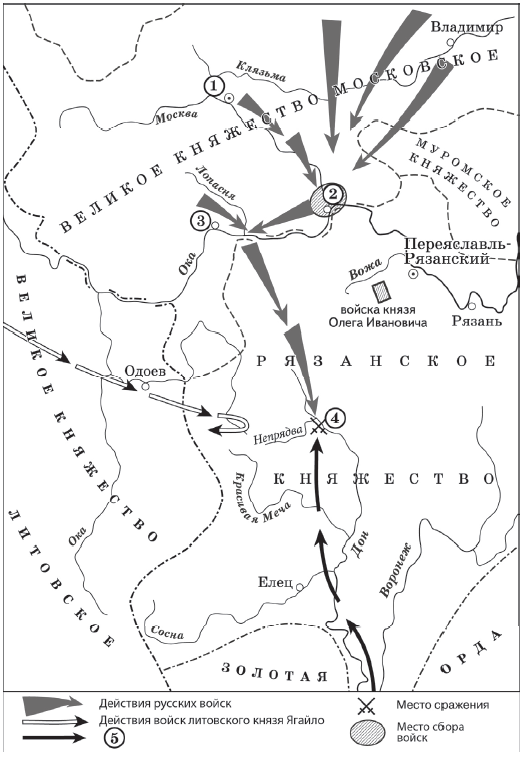 Владимир
Клязьма
1
Москва
ВЕЛИКОЕ КНЯЖЕСТВО МОСКОВСКОЕ
МУРОМСКОЕ
КНЯЖЕСТВО
Лопасня
2
3
Ока
Переяславль-
Рязанский
Вожа
войска князя
Олега Ивановича
Рязань
РЯЗАНСКОЕ
Одоев
4
Непрядва
КНЯЖЕСТВО
ВЕЛИКОЕ КНЯЖЕСТВО
ЛИТОВСКОЕ
Красивая Меча
Ока
Дон
Воронеж
Елец
Сосна
ЗОЛОТАЯ
ОРДА
Действия русских войск
Действия войск литовского князя Ягайло
5
Место сражения
Место сбора
войск